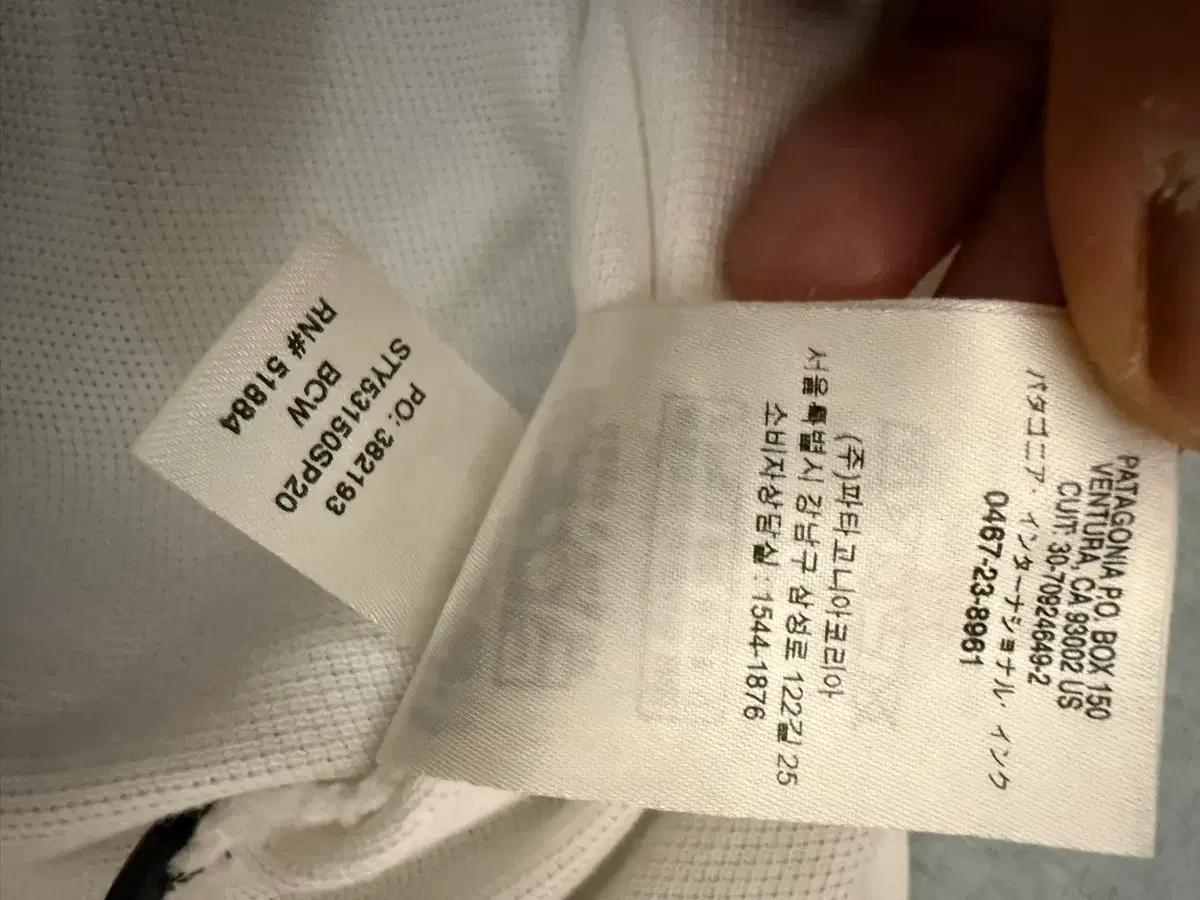 PATAGONIA P.O. BOX 150
VENTURA, CA 93002 US
CUIT: 30-70924649-2
パタゴニア・インターナショナル・インク
0467-23-8961
(주)파타고니아코리아
서울특별시 강남구 삼성로 122길 25
소비자상담실 : 1544-1876
PO: 382193
STY53150SP20
BCW
RN# 51884